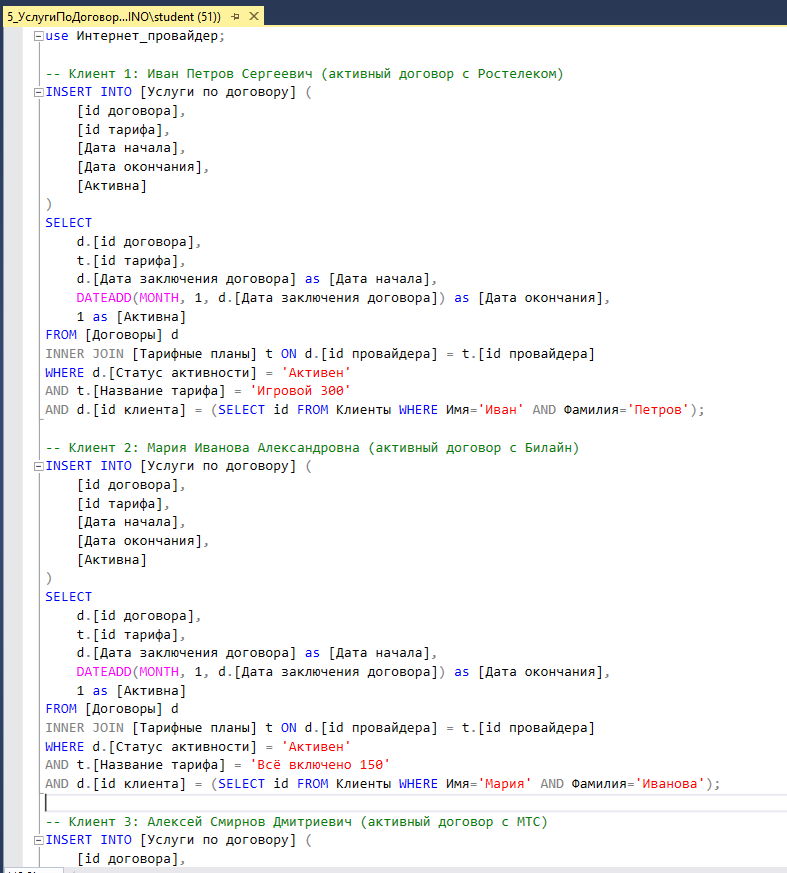 5_УслугиПоДоговор...INO\student (51))
use Интернет_провайдер;
-- Клиент 1: Иван Петров Сергеевич (активный договор с Ростелеком)
INSERT INTO [Услуги по договору] (
[id договора],
[id тарифа],
[Дата начала],
[Дата окончания],
[Активна]
)
SELECT
d.[id договора],
t.[id тарифа],
d.[Дата заключения договора] as [Дата начала],
DATEADD(MONTH, 1, d.[Дата заключения договора]) as [Дата окончания],
1 as [Активна]
FROM [Договоры] d
INNER JOIN [Тарифные планы] t ON d.[id провайдера] = t.[id провайдера]
WHERE d.[Статус активности] = 'Активен'
AND t.[Название тарифа] = 'Игровой 300'
AND d.[id клиента] = (SELECT id FROM Клиенты WHERE Имя='Иван' AND Фамилия='Петров');
-- Клиент 2: Мария Иванова Александровна (активный договор с Билайн)
INSERT INTO [Услуги по договору] (
[id договора],
[id тарифа],
[Дата начала],
[Дата окончания],
[Активна]
)
SELECT
d.[id договора],
t.[id тарифа],
d.[Дата заключения договора] as [Дата начала],
DATEADD(MONTH, 1, d.[Дата заключения договора]) as [Дата окончания],
1 as [Активна]
FROM [Договоры] d
INNER JOIN [Тарифные планы] t ON d.[id провайдера] = t.[id провайдера]
WHERE d.[Статус активности] = 'Активен'
AND t.[Название тарифа] = 'Всё включено 150'
AND d.[id клиента] = (SELECT id FROM Клиенты WHERE Имя='Мария' AND Фамилия='Иванова');
-- Клиент 3: Алексей Смирнов Дмитриевич (активный договор с МТС)
INSERT INTO [Услуги по договору] (
[id договора],